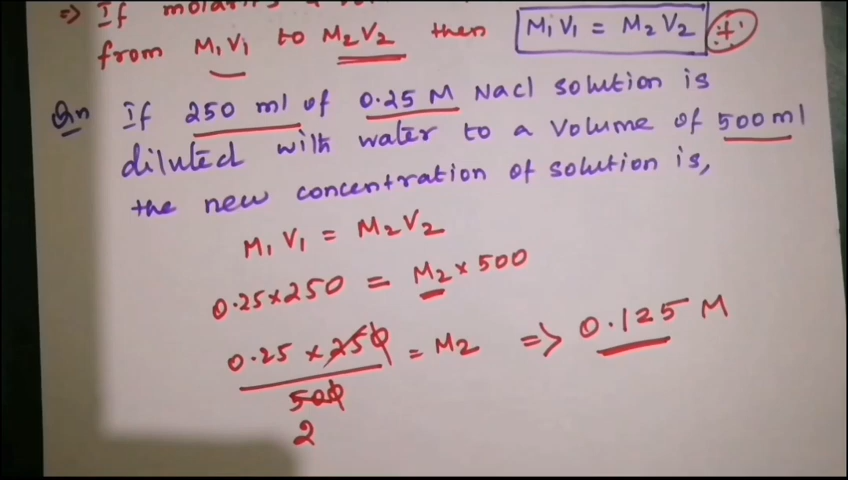 => If
from M₁V₁ to M₂V₂ then M₁V₁ = M₂V₂
Qn If 250 ml of 0.25 M Nacl solution is
diluted with water to a volume of 500ml
the new concentration of solution is,
M₁V₁ = M₂V₂
0.25×250 = M₂×500
0.25 × 250 = M₂ => 0.125 M
500
2